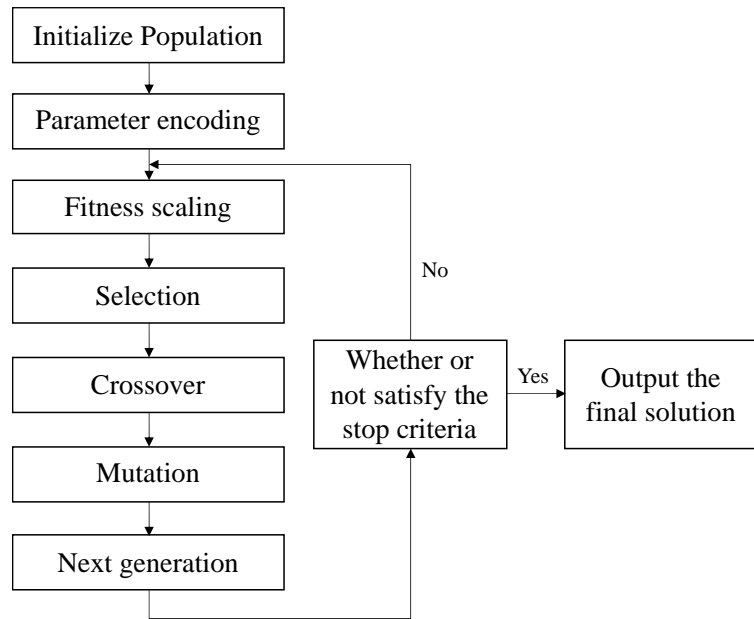 Initialize Population
Parameter encoding
Fitness scaling
Selection
Crossover
Mutation
Next generation
No
Whether or
not satisfy the
stop criteria
Yes
Output the
final solution